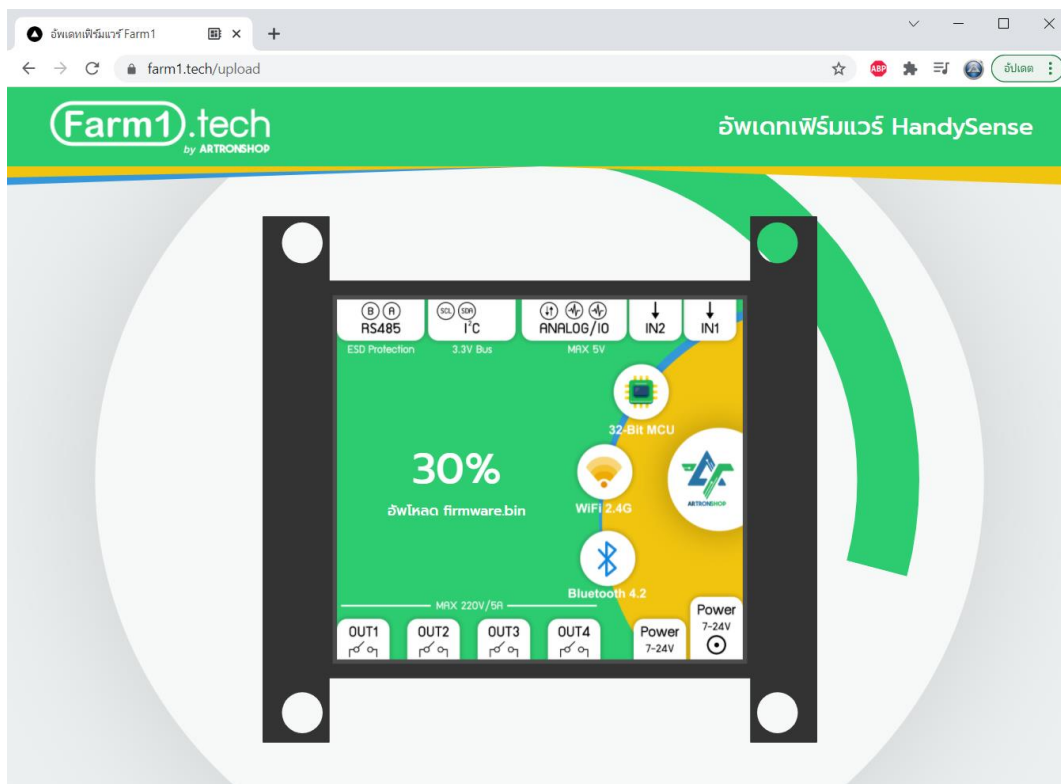 อัพเดทเฟิร์มแวร์ Farm1
farm1.tech/upload
ABP
อัปเดต
Farm1.tech
by ARTRONSHOP
อัพเดทเฟิร์มแวร์ HandySense
B A
RS485
ESD Protection
SCL SDA
I²C
3.3V Bus
ANALOG/IO
MAX 5V
IN2
IN1
32-Bit MCU
30%
อัพโหลด firmware.bin
WiFi 2.4G
ARTRONSHOP
Bluetooth 4.2
MAX 220V/5A
OUT1
OUT2
OUT3
OUT4
Power
7-24V
Power
7-24V